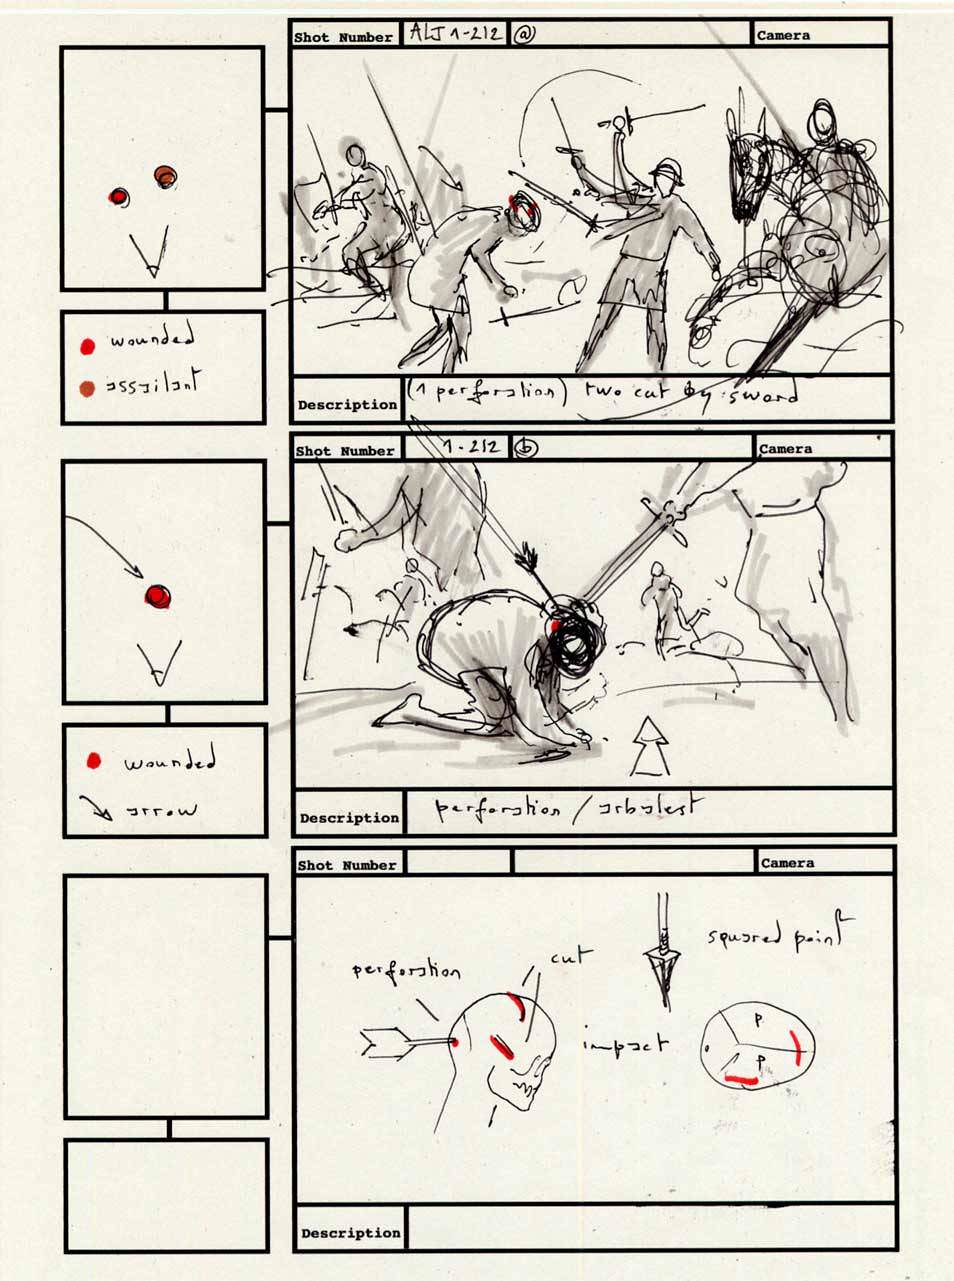 Shot Number ALJ 1-212 a Camera
wounded
assailant
Description (1 perforation) two cut by sword
Shot Number 1-212 b Camera
wounded
arrow
Description perforation / arbalest
Shot Number Camera
squared point
cut
perforation
impact
P
P
Description